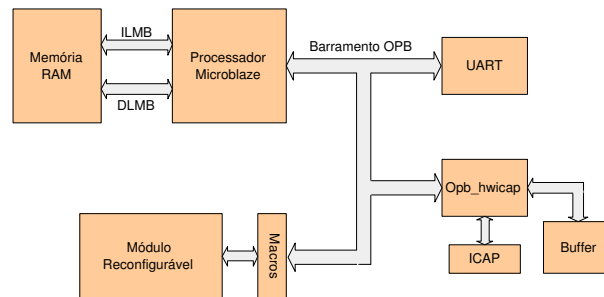 Memória
RAM
ILMB
DLMB
Processador
Microblaze
Barramento OPB
UART
Opb_hwicap
ICAP
Buffer
Módulo
Reconfigurável
Macros